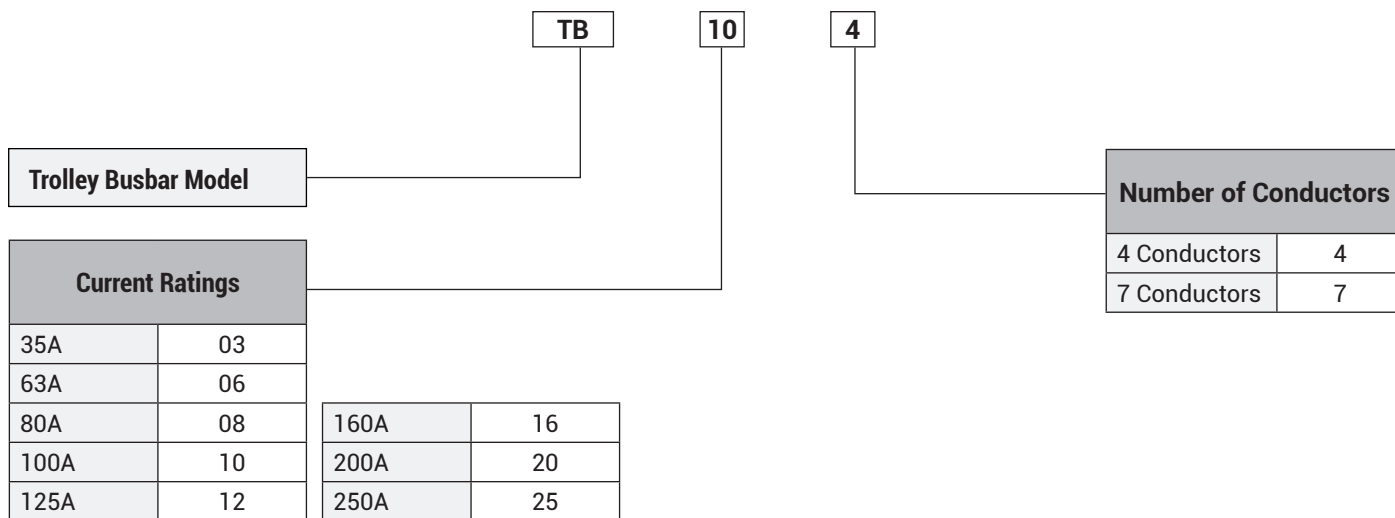 TB 10 4
Trolley Busbar Model
Number of Conductors
4 Conductors 4
7 Conductors 7
Current Ratings
35A 03
63A 06
80A 08
100A 10
125A 12
160A 16
200A 20
250A 25